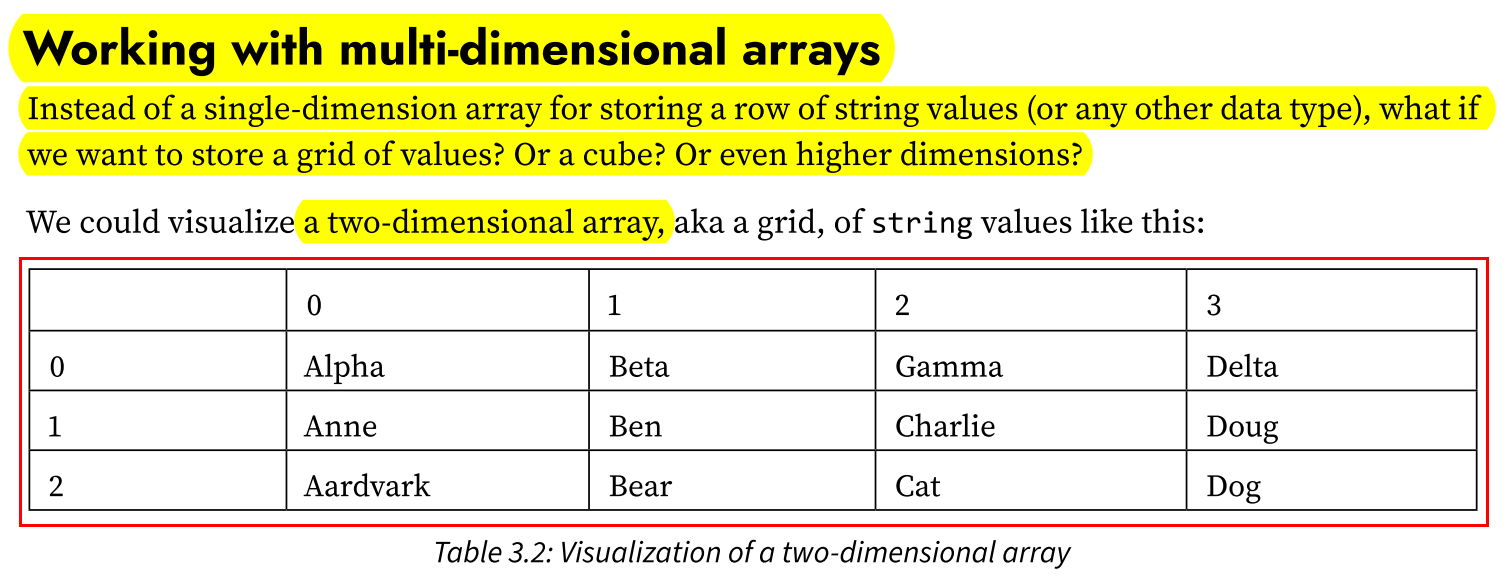 Working with multi-dimensional arrays
Instead of a single-dimension array for storing a row of string values (or any other data type), what if
we want to store a grid of values? Or a cube? Or even higher dimensions?
We could visualize a two-dimensional array, aka a grid, of string values like this:
0 1 2 3
0 Alpha Beta Gamma Delta
1 Anne Ben Charlie Doug
2 Aardvark Bear Cat Dog
Table 3.2: Visualization of a two-dimensional array